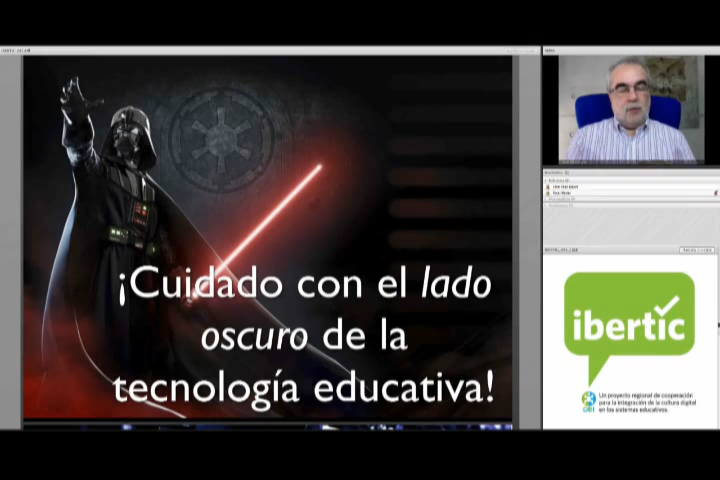 ¡Cuidado con el lado
oscuro de la
tecnología educativa!
ibertic
Un proyecto regional de cooperación
para la integración de la cultura digital
en los sistemas educativos.